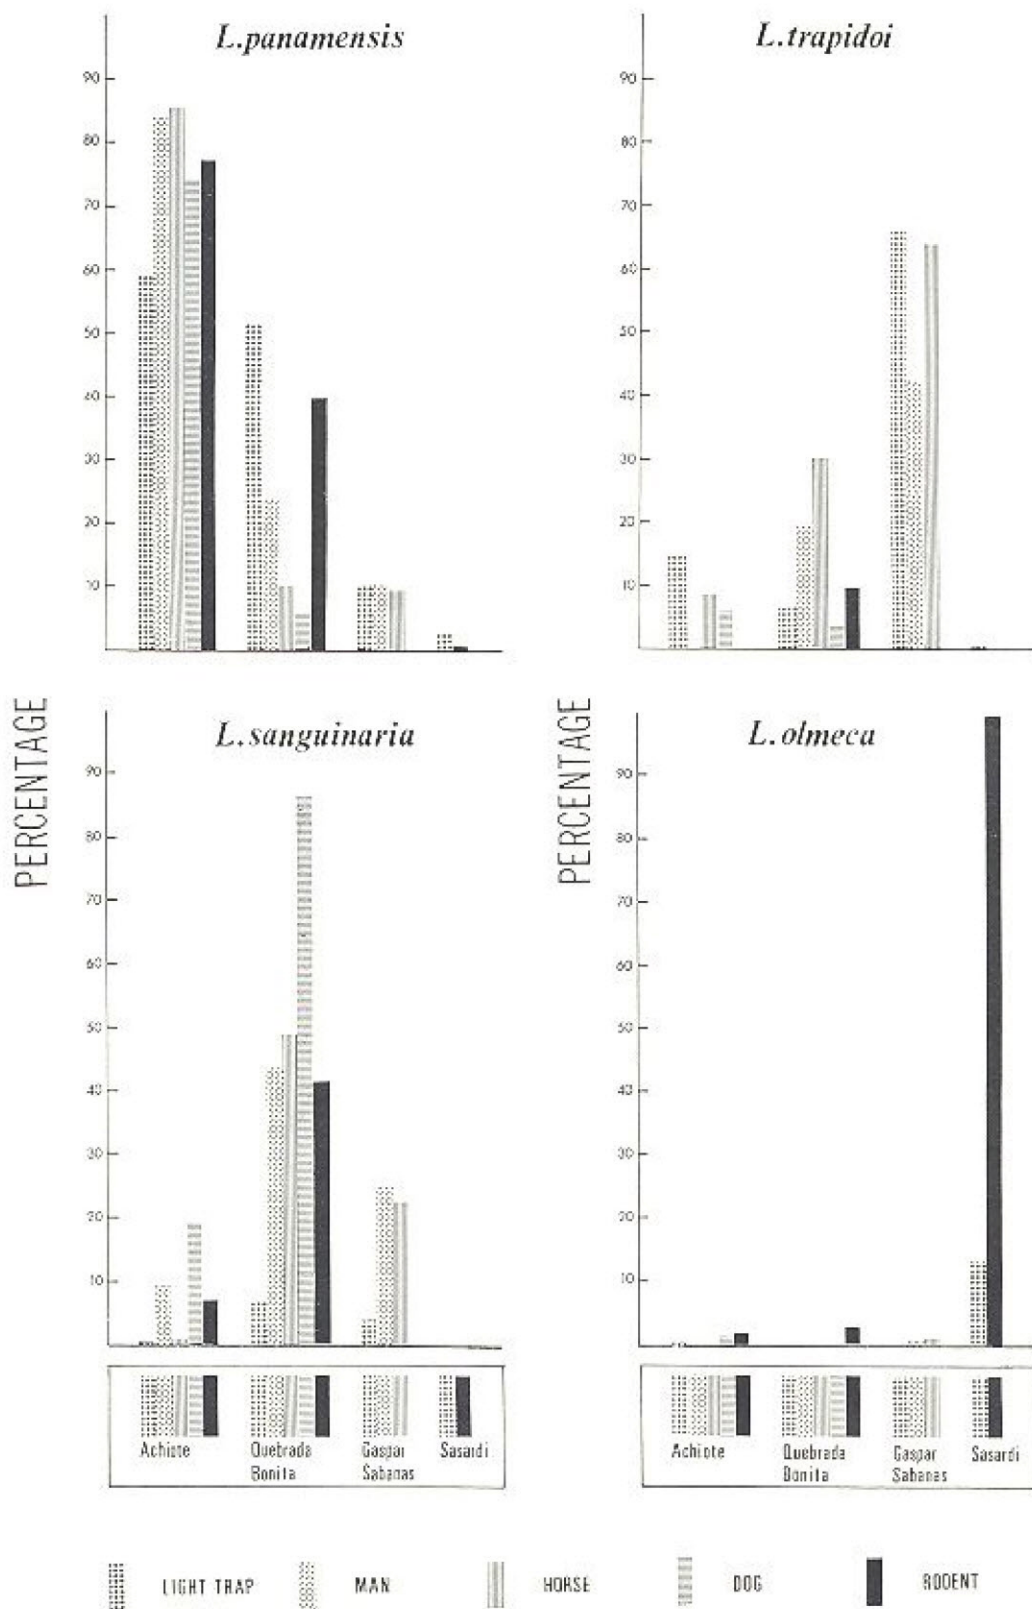 L.panamensis
90
80
70
60
50
40
30
20
10
L.trapidoi
90
80
70
60
50
40
30
20
10
PERCENTAGE
L.sanguinaria
90
80
70
60
50
40
30
20
10
Achiote
Quebrada
Bonita
Gaspar
Sabanas
Sasardi
PERCENTAGE
L.olmeca
90
80
70
60
50
40
30
20
10
Achiote
Quebrada
Bonita
Gaspar
Sabanas
Sasardi
LIGHT TRAP MAN HORSE DOG RODENT